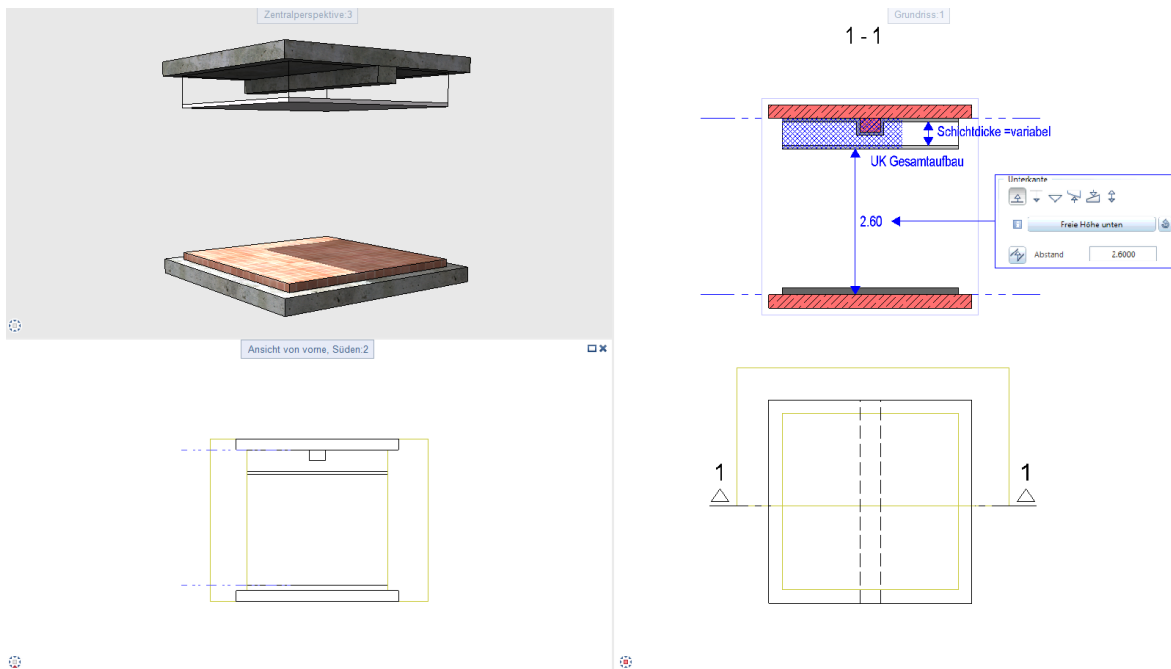 Zentralperspektive:3
Grundriss:1
1 - 1
Schichtdicke =variabel
UK Gesamtaufbau
Unterkante
2.60
Freie Höhe unten
Abstand
2.6000
Ansicht von vorne, Süden:2
1
1